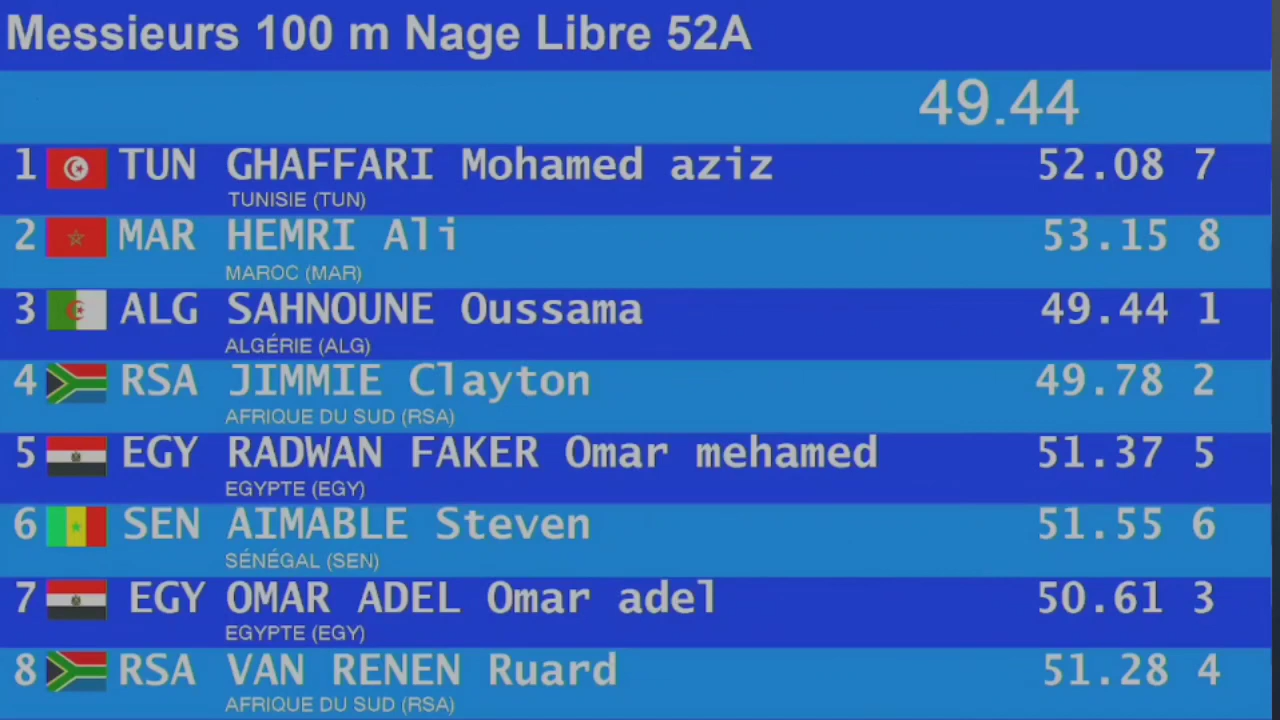 Messieurs 100 m Nage Libre 52A
49.44
1 TUN GHAFFARI Mohamed aziz 52.08 7
TUNISIE (TUN)
2 MAR HEMRI Ali 53.15 8
MAROC (MAR)
3 ALG SAHNOUNE Oussama 49.44 1
ALGÉRIE (ALG)
4 RSA JIMMIE Clayton 49.78 2
AFRIQUE DU SUD (RSA)
5 EGY RADWAN FAKER Omar mehamed 51.37 5
EGYPTE (EGY)
6 SEN AIMABLE Steven 51.55 6
SÉNÉGAL (SEN)
7 EGY OMAR ADEL Omar adel 50.61 3
EGYPTE (EGY)
8 RSA VAN RENEN Ruard 51.28 4
AFRIQUE DU SUD (RSA)